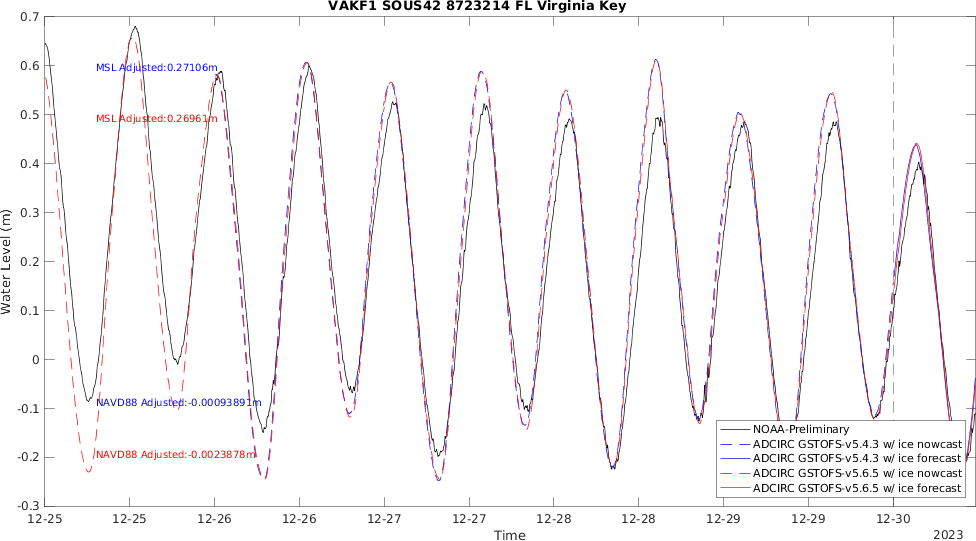 VAKF1 SOUS42 8723214 FL Virginia Key
0.7
0.6
0.5
0.4
0.3
0.2
0.1
0
-0.1
-0.2
-0.3
Water Level (m)
MSL Adjusted:0.27106m
MSL Adjusted:0.26961m
NAVD88 Adjusted:-0.00093891m
NAVD88 Adjusted:-0.0023878m
NOAA-Preliminary
ADCIRC GSTOFS-v5.4.3 w/ ice nowcast
ADCIRC GSTOFS-v5.4.3 w/ ice forecast
ADCIRC GSTOFS-v5.6.5 w/ ice nowcast
ADCIRC GSTOFS-v5.6.5 w/ ice forecast
12-25 12-25 12-26 12-26 12-27 12-27 12-28 12-28 12-29 12-29 12-30
Time
2023